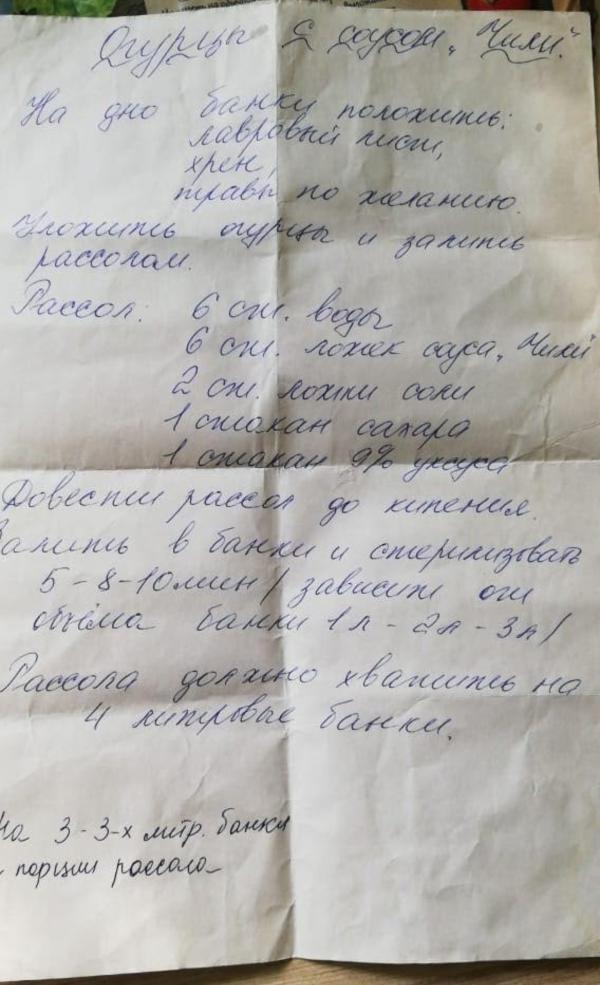 Огурцы с соусом „Чили".
На дно банки положить:
лавровый лист,
хрен,
травы по желанию.
Уложить огурцы и залить
рассолом.
Рассол: 6 ст. воды
6 ст. ложек соуса „Чили
2 ст. ложки соли
1 стакан сахара
1 стакан 9% уксуса
Довести рассол до кипения.
Залить в банки и стерилизовать
5-8-10 мин / зависит от
объёма банки 1л - 2л - 3л /
Рассола должно хватить на
4 литровые банки.
На 3-3-х литр. банки
порции рассола